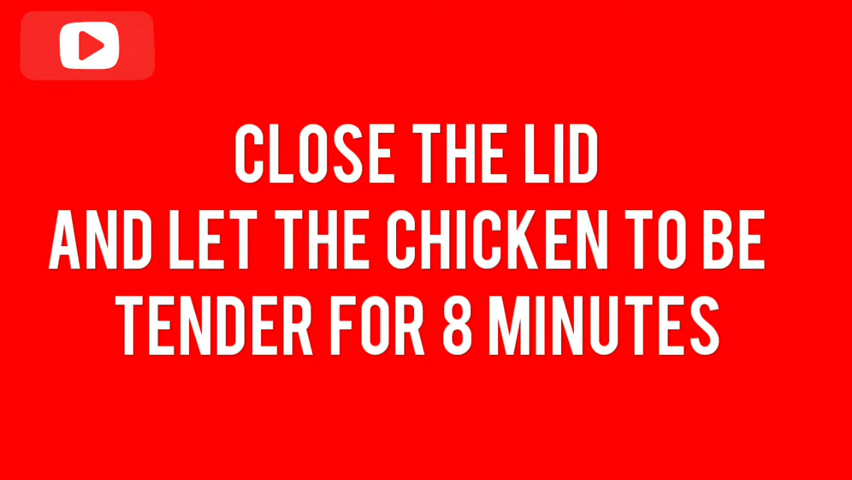 CLOSE THE LID
AND LET THE CHICKEN TO BE
TENDER FOR 8 MINUTES